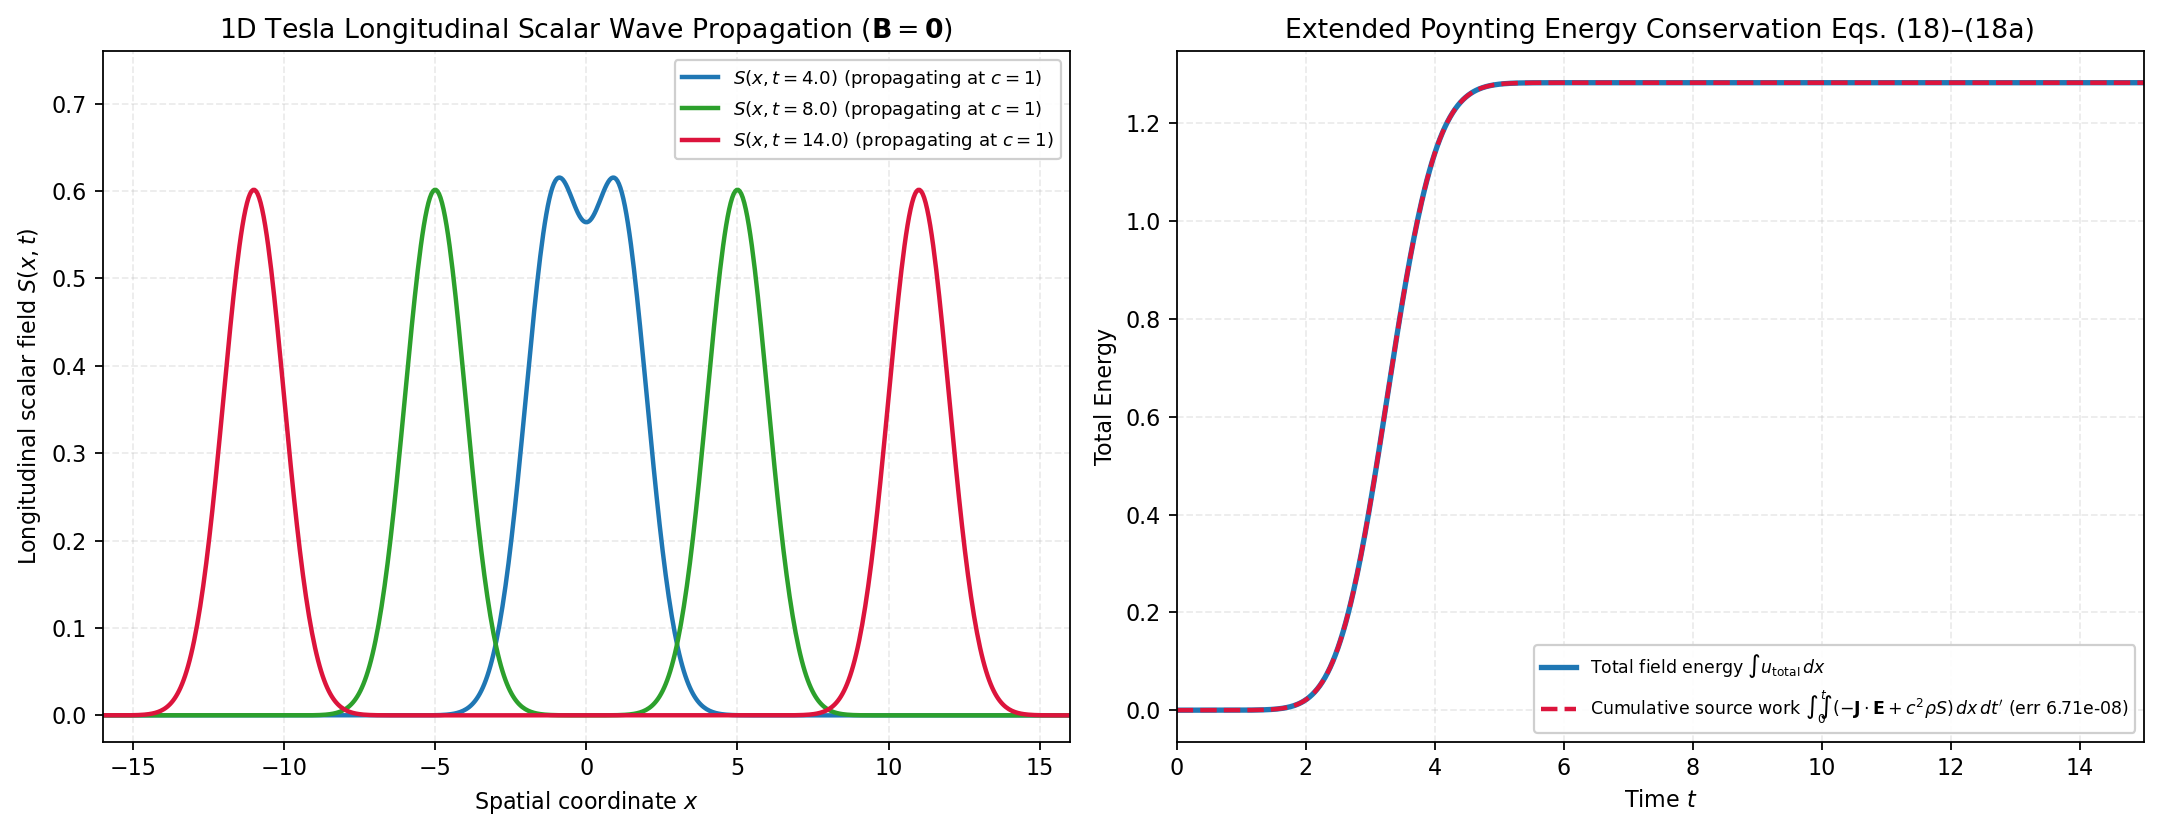 1D Tesla Longitudinal Scalar Wave Propagation (B = 0)
S(x, t = 4.0) (propagating at c = 1)
S(x, t = 8.0) (propagating at c = 1)
S(x, t = 14.0) (propagating at c = 1)
Longitudinal scalar field S(x, t)
0.7
0.6
0.5
0.4
0.3
0.2
0.1
0.0
−15 −10 −5 0 5 10 15
Spatial coordinate x
Extended Poynting Energy Conservation Eqs. (18)–(18a)
Total Energy
1.2
1.0
0.8
0.6
0.4
0.2
0.0
Total field energy ∫ u_total dx
Cumulative source work ∫₀ᵗ∫(−J · E + c²ρS) dx dt′ (err 6.71e-08)
0 2 4 6 8 10 12 14
Time t